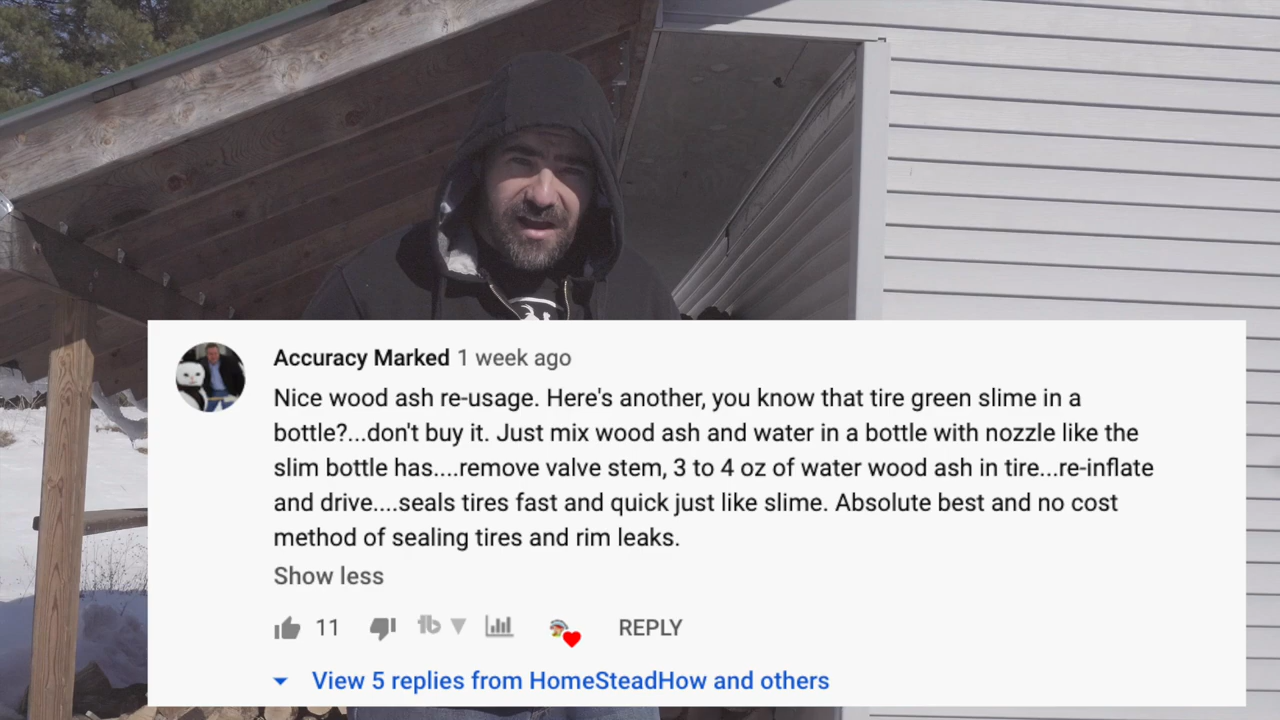 Accuracy Marked 1 week ago
Nice wood ash re-usage. Here's another, you know that tire green slime in a
bottle?...don't buy it. Just mix wood ash and water in a bottle with nozzle like the
slim bottle has....remove valve stem, 3 to 4 oz of water wood ash in tire...re-inflate
and drive....seals tires fast and quick just like slime. Absolute best and no cost
method of sealing tires and rim leaks.
Show less
11
tb
REPLY
View 5 replies from HomeSteadHow and others